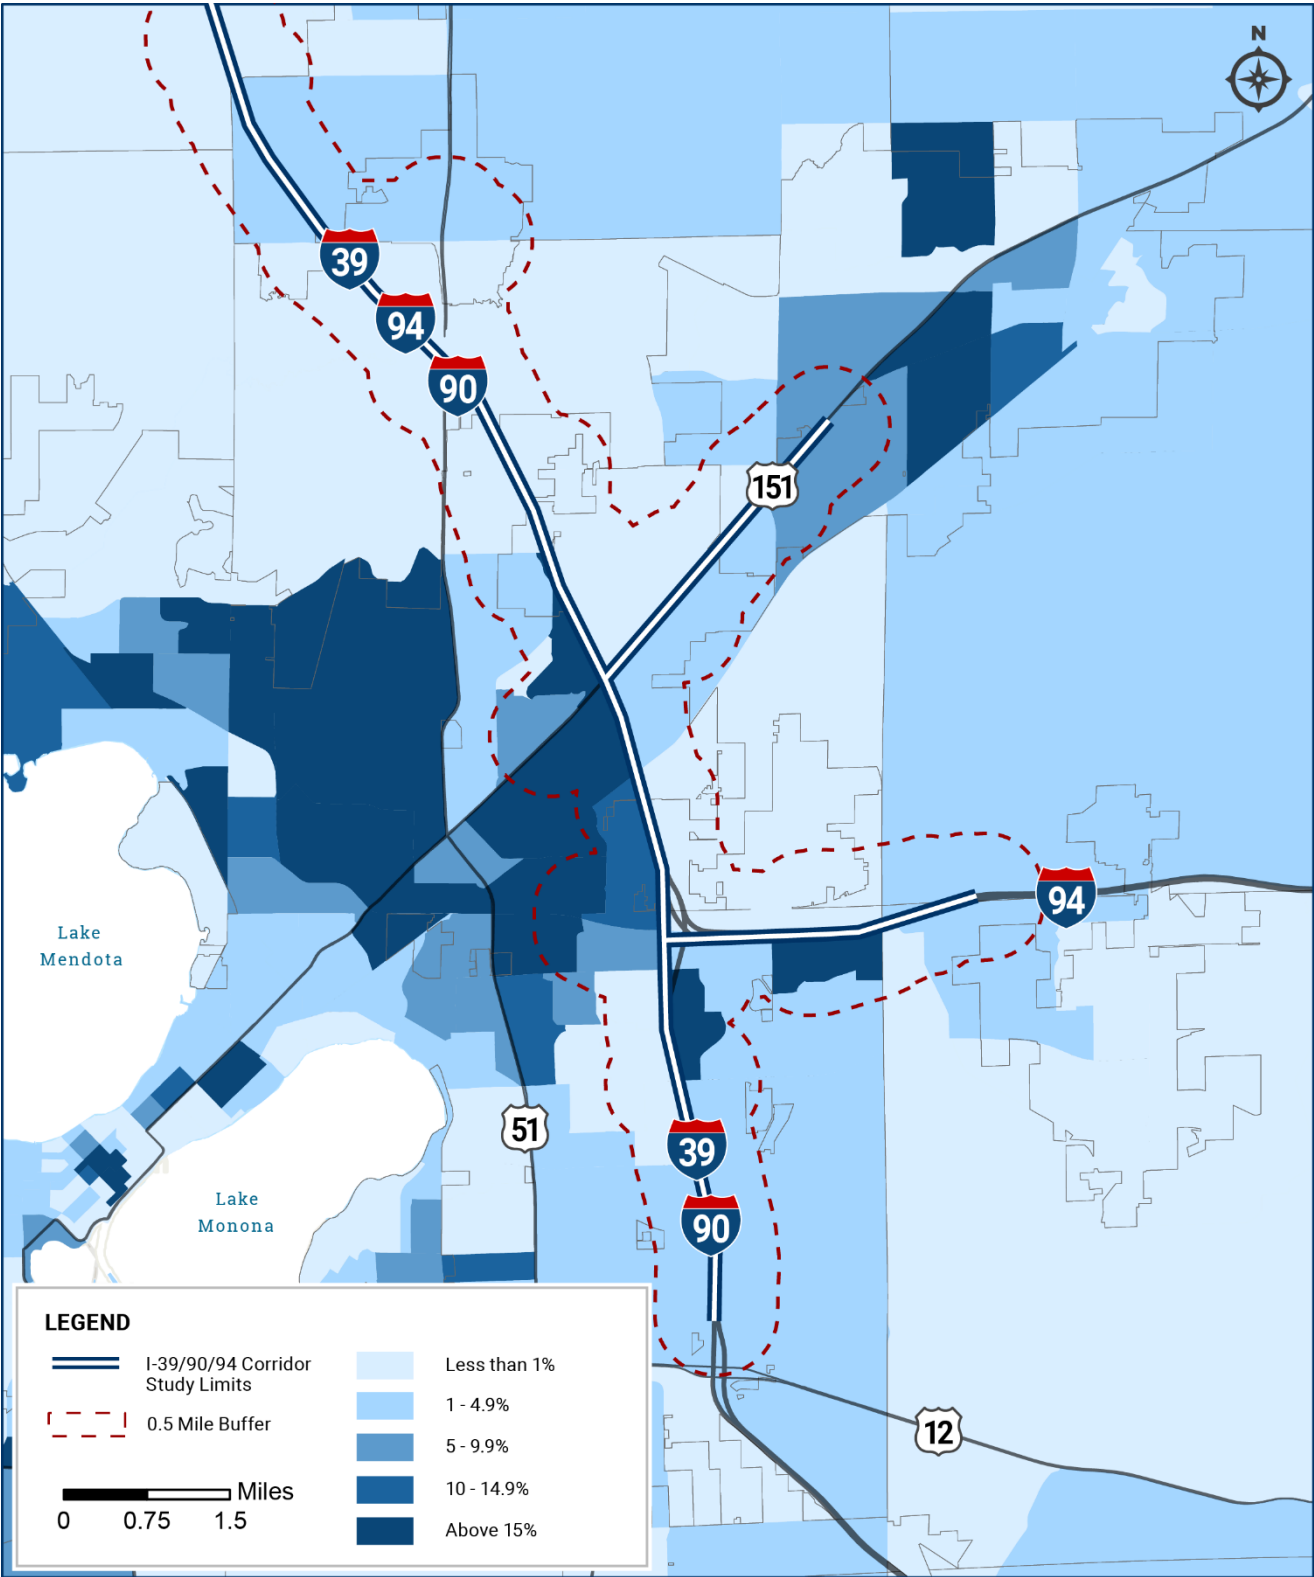 N
39
94
90
151
94
Lake
Mendota
51
39
Lake
Monona
90
LEGEND
I-39/90/94 Corridor
Study Limits
0.5 Mile Buffer
Miles
0 0.75 1.5
Less than 1%
1 - 4.9%
5 - 9.9%
10 - 14.9%
Above 15%
12